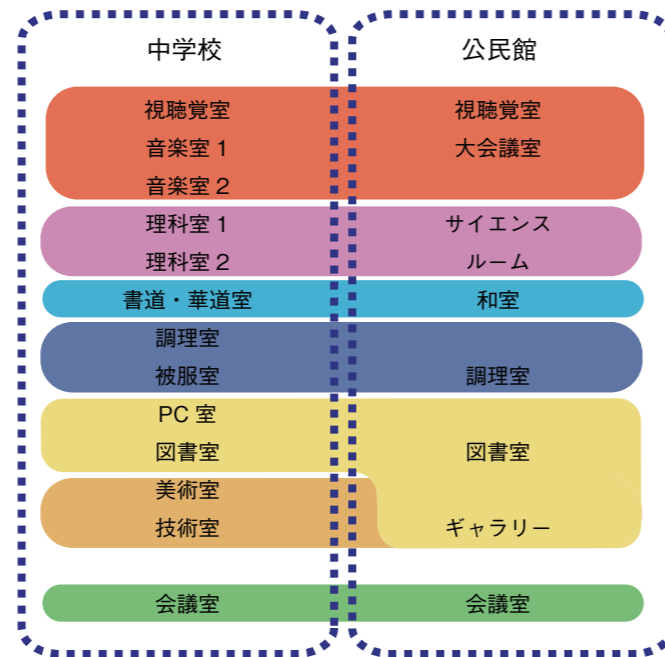 中学校
公民館
視聴覚室
音楽室 1
音楽室 2
視聴覚室
大会議室
理科室 1
理科室 2
サイエンス
ルーム
書道・華道室
和室
調理室
被服室
調理室
PC 室
図書室
図書室
美術室
技術室
ギャラリー
会議室
会議室